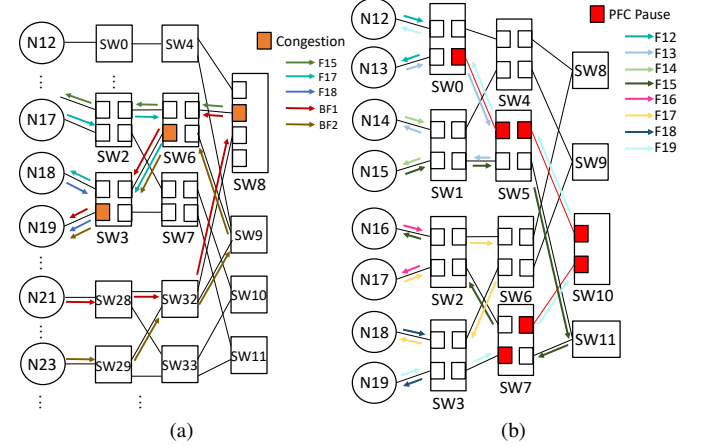 N12
SW0
SW4
Congestion
F15
F17
F18
BF1
BF2
⋮
⋮
N17
SW2
SW6
SW8
N18
N19
SW3
SW7
SW9
⋮
N21
SW28
SW32
SW10
⋮
N23
SW29
SW33
SW11
⋮
⋮
(a)
N12
PFC Pause
F12
F13
F14
F15
F16
F17
F18
F19
N13
SW0
SW4
SW8
N14
N15
SW1
SW5
SW9
N16
N17
SW2
SW6
SW10
N18
N19
SW3
SW7
SW11
(b)